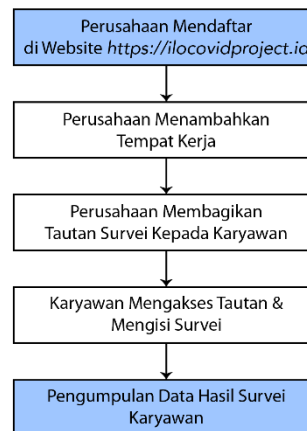 Perusahaan Mendaftar
di Website https://ilocovidproject.id
Perusahaan Menambahkan
Tempat Kerja
Perusahaan Membagikan
Tautan Survei Kepada Karyawan
Karyawan Mengakses Tautan &
Mengisi Survei
Pengumpulan Data Hasil Survei
Karyawan